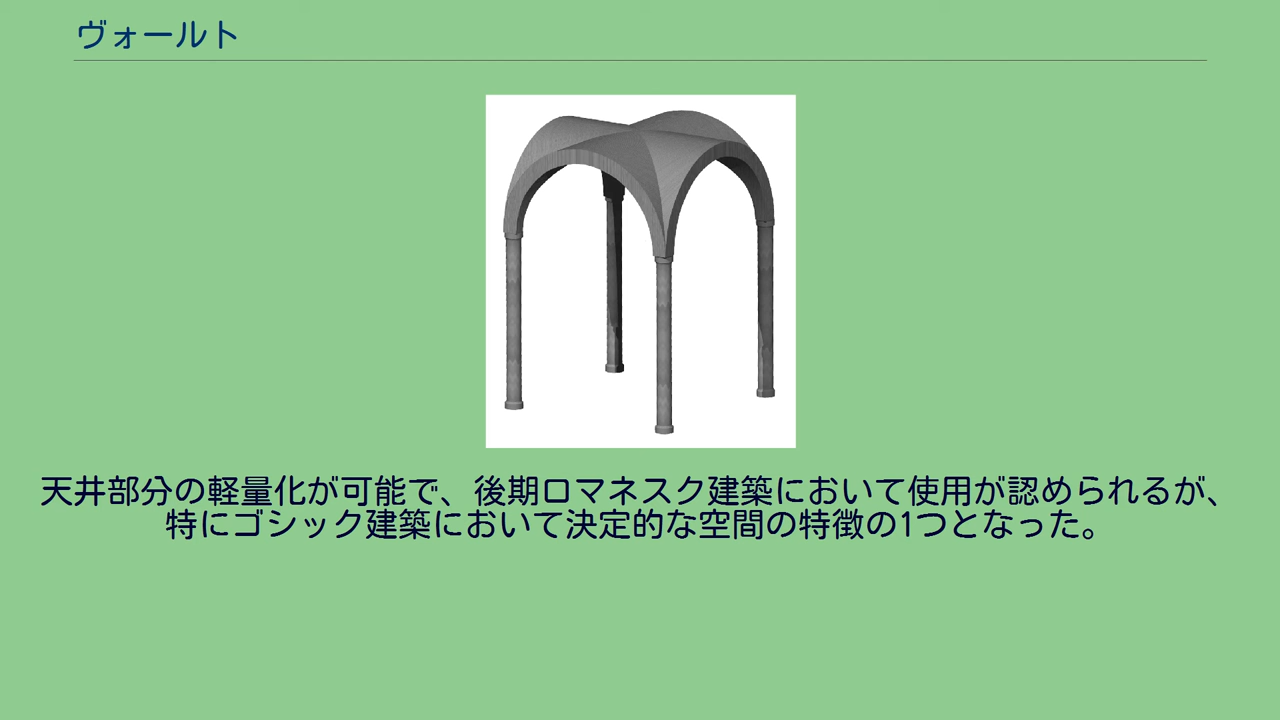 ヴォールト
天井部分の軽量化が可能で、後期ロマネスク建築において使用が認められるが、
特にゴシック建築において決定的な空間の特徴の1つとなった。